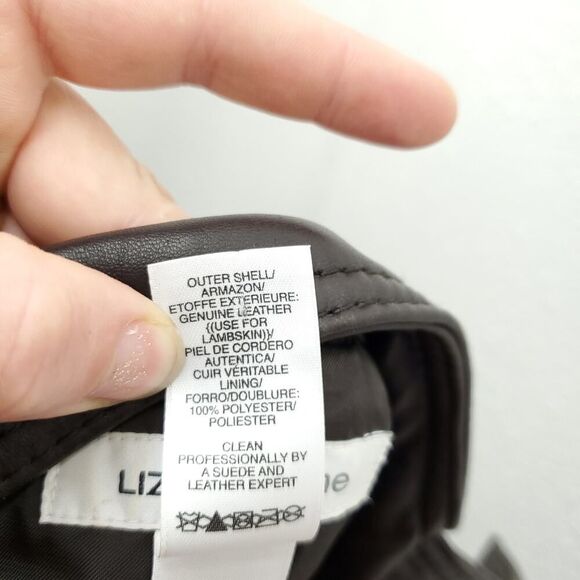 OUTER SHELL/
ARMAZON/
ETOFFE EXTERIEURE:
GENUINE LEATHER
{(USE FOR
LAMBSKIN)}/
PIEL DE CORDERO
AUTENTICA/
CUIR VÉRITABLE
LINING/
FORRO/DOUBLURE:
100% POLYESTER/
POLIESTER
CLEAN
PROFESSIONALLY BY
A SUEDE AND
LEATHER EXPERT
LIZ